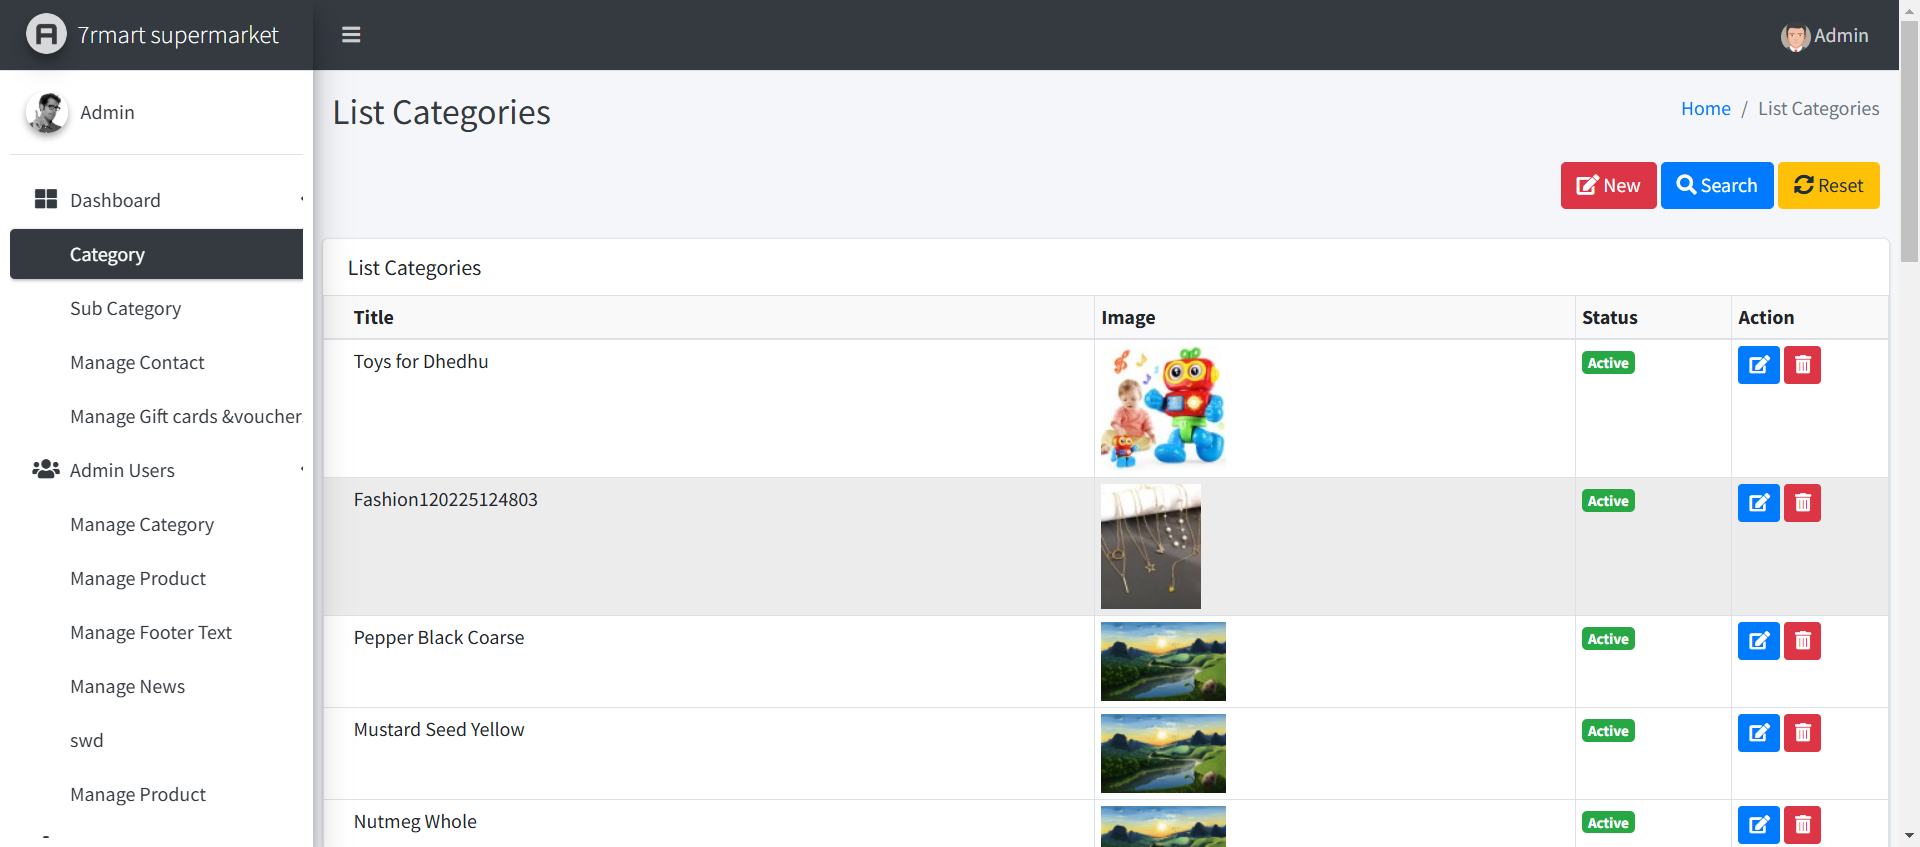 7rmart supermarket
Admin
Admin
List Categories
Home / List Categories
New
Search
Reset
Dashboard
Category
Sub Category
Manage Contact
Manage Gift cards &voucher
Admin Users
Manage Category
Manage Product
Manage Footer Text
Manage News
swd
Manage Product
List Categories
Title Image Status Action
Toys for Dhedhu Active
Fashion120225124803 Active
Pepper Black Coarse Active
Mustard Seed Yellow Active
Nutmeg Whole Active